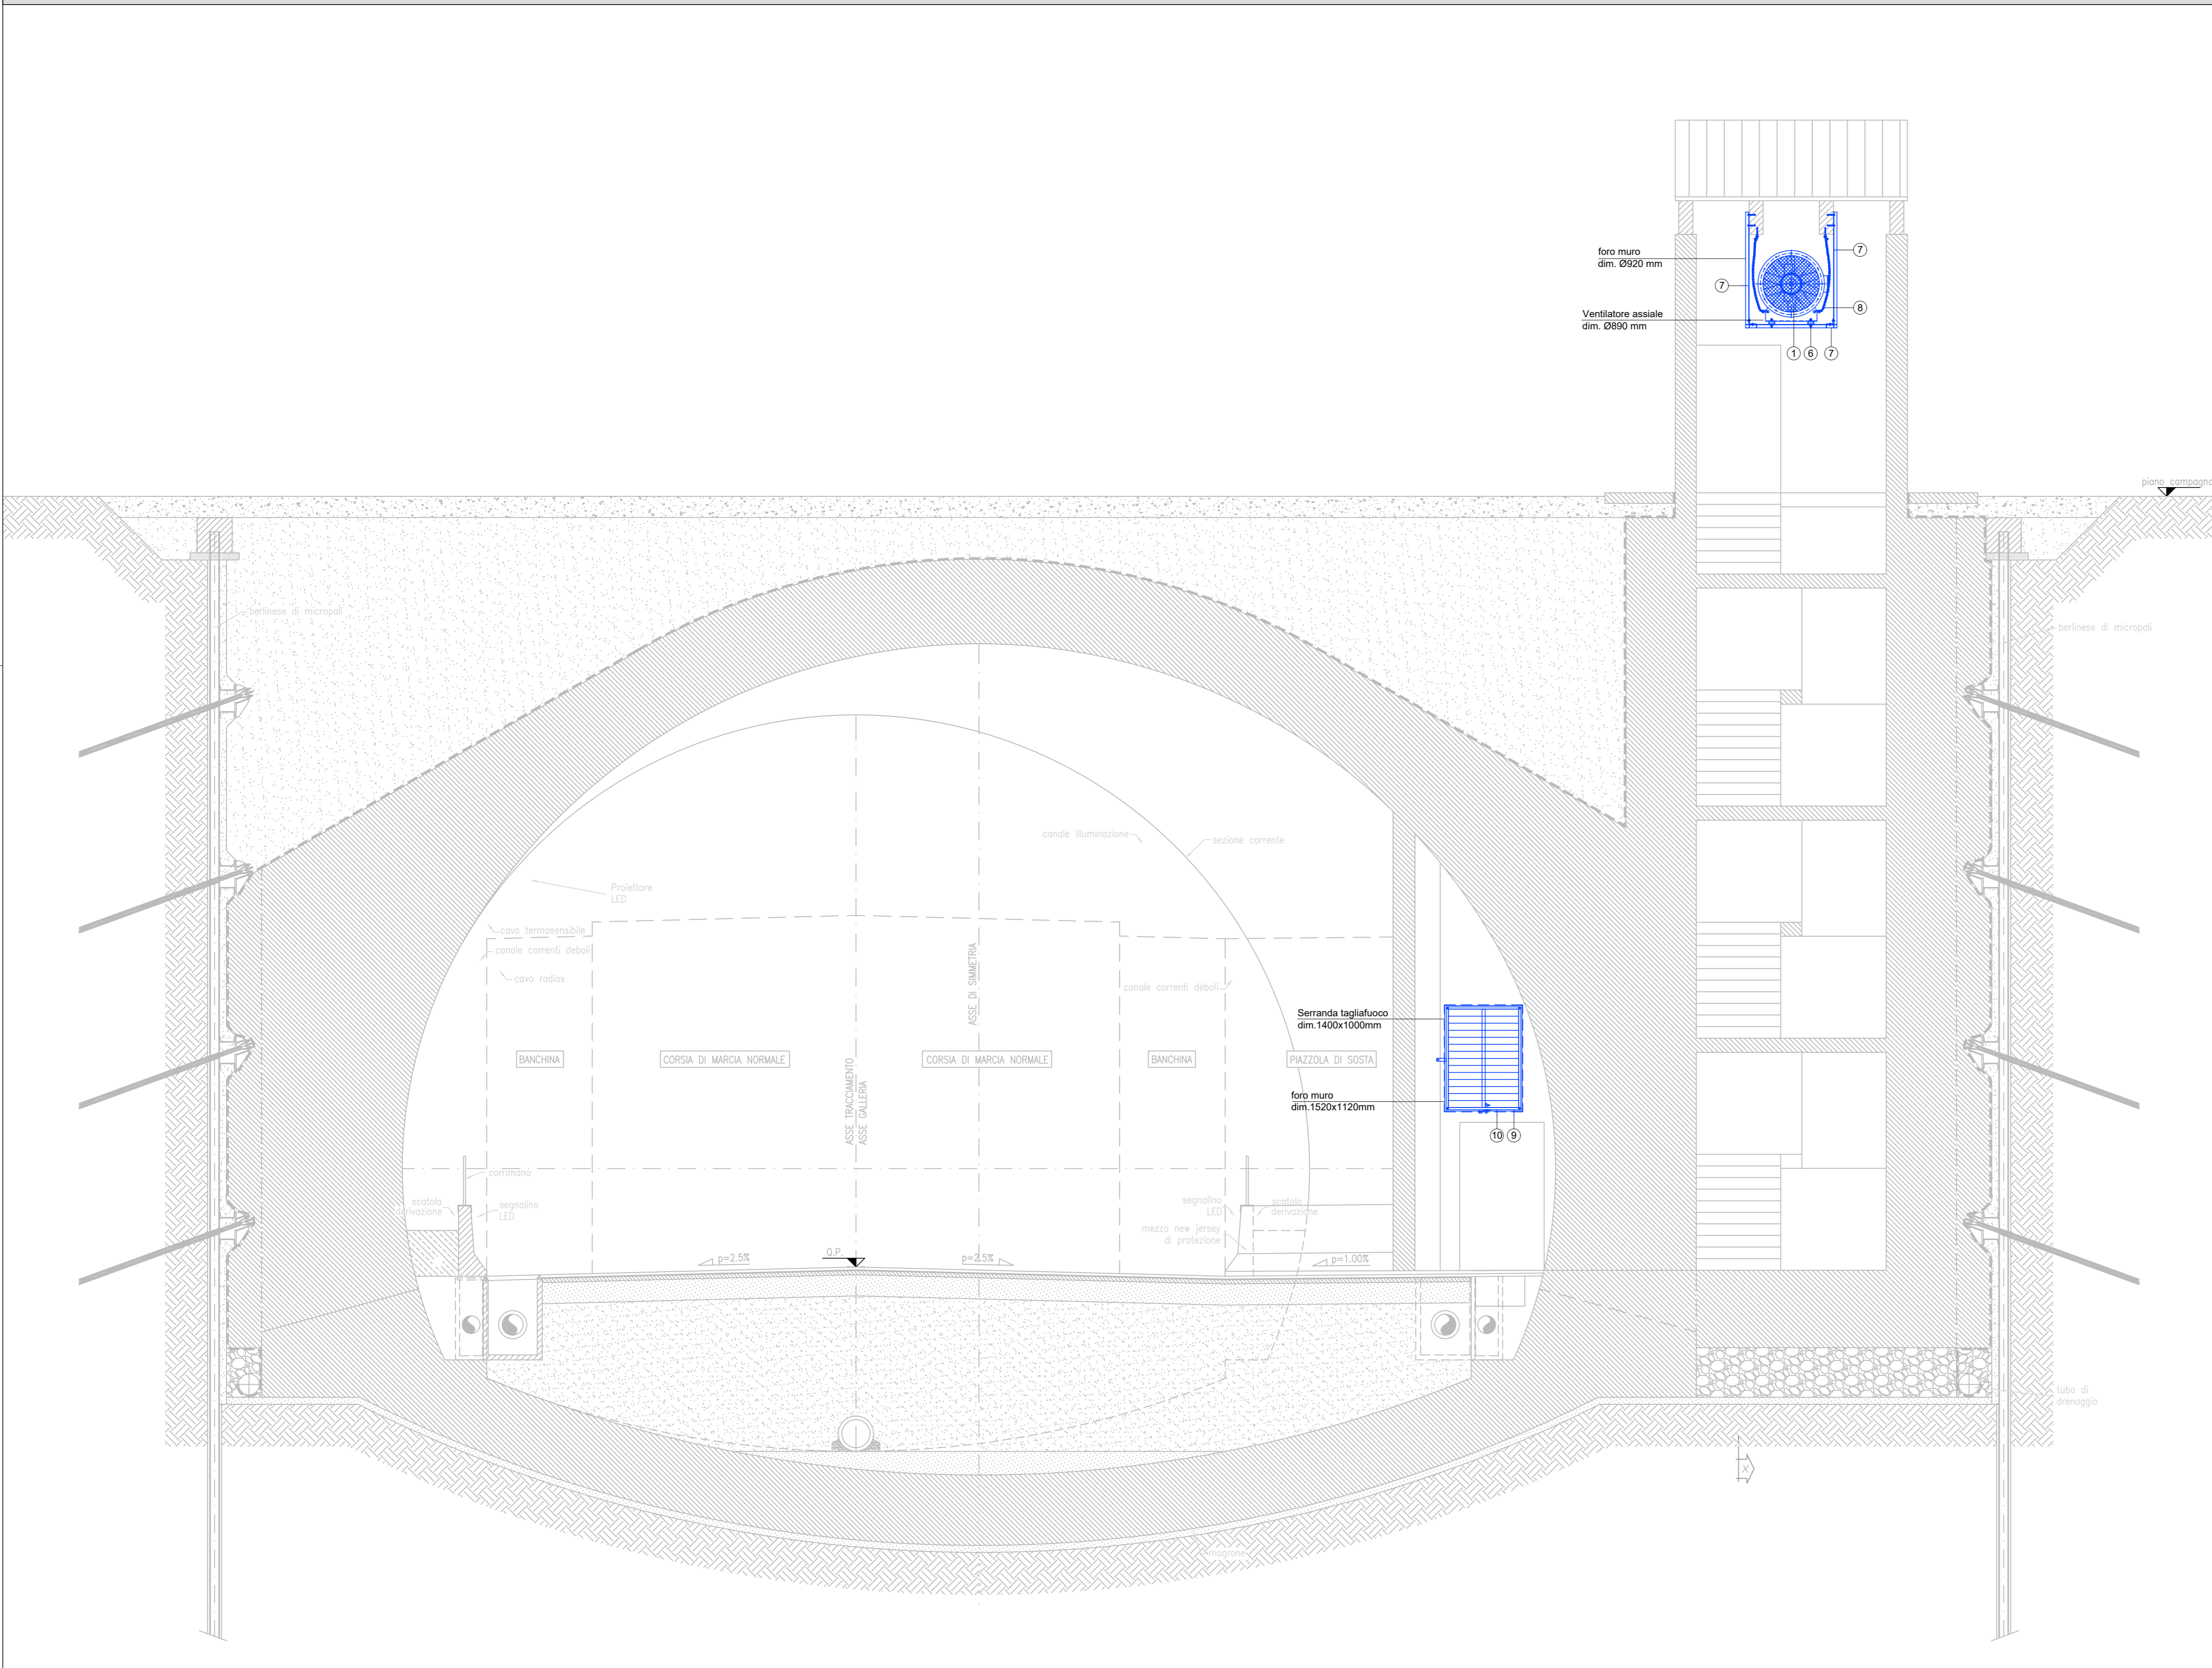 foro muro
dim. Ø920 mm
7
7
8
Ventilatore assiale
dim. Ø890 mm
1
6
7
piano campagna
berlinese di micropali
berlinese di micropali
canale illuminazione
sezione corrente
Proiettore
LED
cavo termosensibile
canale correnti deboli
cavo radiax
ASSE DI SIMMETRIA
canale correnti deboli
Serranda tagliafuoco
dim.1400x1000mm
BANCHINA
CORSIA DI MARCIA NORMALE
CORSIA DI MARCIA NORMALE
BANCHINA
PIAZZOLA DI SOSTA
ASSE TRACCIAMENTO
ASSE GALLERIA
foro muro
dim.1520x1120mm
10
9
corrimano
scatola
derivazione
segnalino
LED
segnalino
LED
scatola
derivazione
mezzo new jersey
di protezione
p=2.5%
Q.P.
p=2.5%
p=1.00%
tubo di
drenaggio
X
magrone